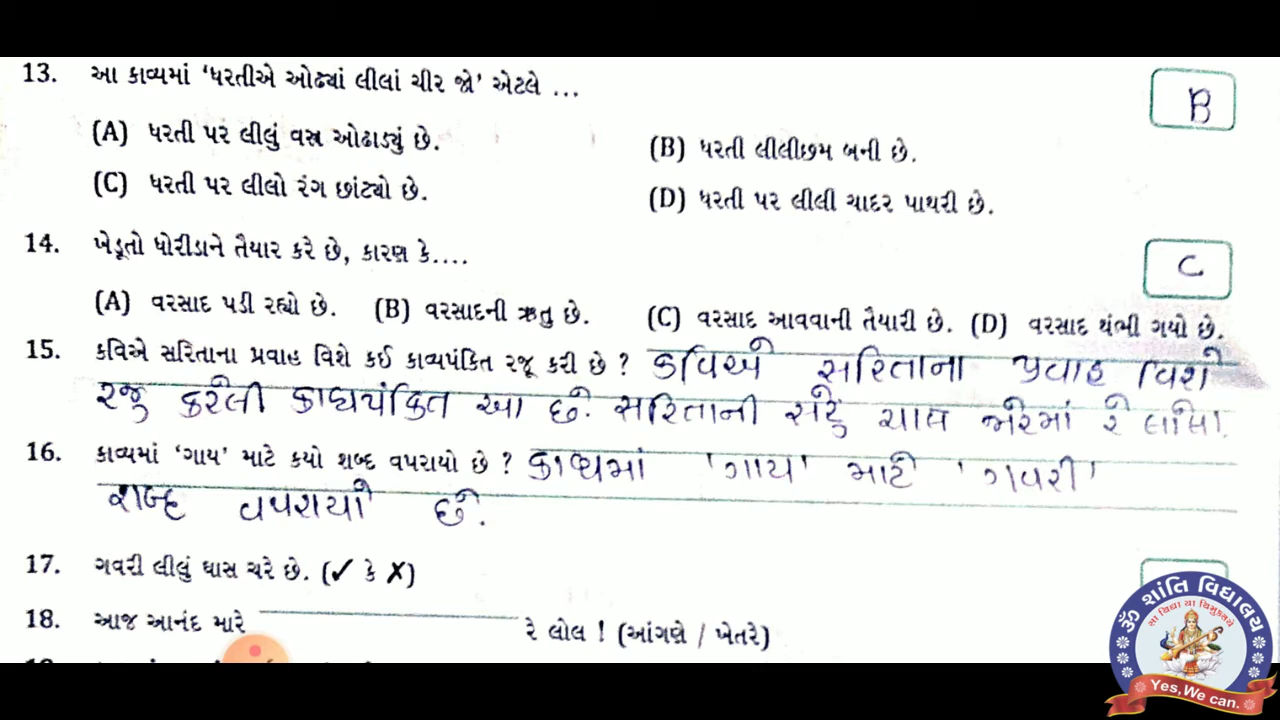 13. આ કાવ્યમાં ‘ધરતીએ ઓઢ્યાં લીલાં ચીર જો’ એટલે ...
B
(A) ધરતી પર લીલું વસ્ત્ર ઓઢાડ્યું છે.
(B) ધરતી લીલીછમ બની છે.
(C) ધરતી પર લીલો રંગ છાંટ્યો છે.
(D) ધરતી પર લીલી ચાદર પાથરી છે.
14. ખેડૂતો ધોરીડાને તૈયાર કરે છે, કારણ કે....
C
(A) વરસાદ પડી રહ્યો છે. (B) વરસાદની ઋતુ છે. (C) વરસાદ આવવાની તૈયારી છે. (D) વરસાદ થંભી ગયો છે.
15. કવિએ સરિતાના પ્રવાહ વિશે કઈ કાવ્યપંક્તિ રજૂ કરી છે ? કવિએ સરિતાના પ્રવાહ વિશે
રજુ કરેલી કાવ્યપંક્તિ આ છે. સરિતાની ચાલ રે લોલ!
16. કાવ્યમાં ‘ગાય’ માટે કયો શબ્દ વપરાયો છે ? કાવ્યમાં 'ગાય' માટે 'ગવરી'
શબ્દ વપરાયો છે.
17. ગવરી લીલું ઘાસ ચરે છે. (✓ કે ✗)
18. આજ આનંદ મારે ____________ રે લોલ ! (આંગણે / ખેતરે)
ૐ શાંતિ વિદ્યાલય
સા વિદ્યા યા વિમુક્તયે
Yes, We can.